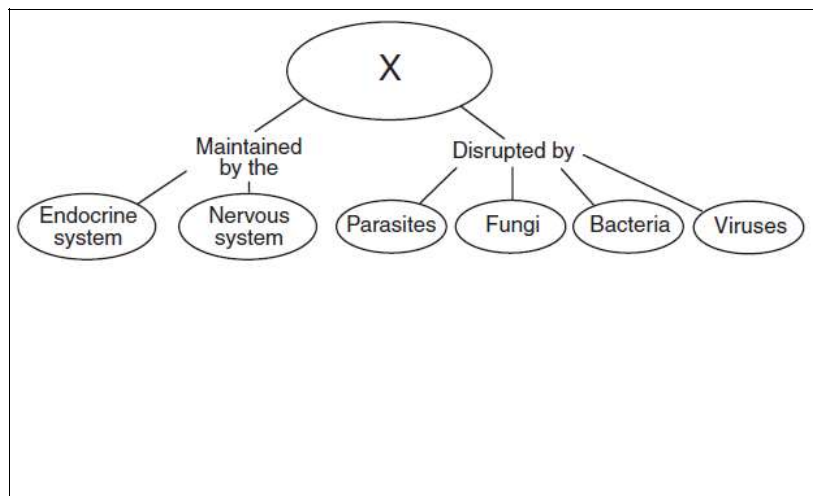 X
Maintained
by the
Disrupted by
Endocrine
system
Nervous
system
Parasites
Fungi
Bacteria
Viruses